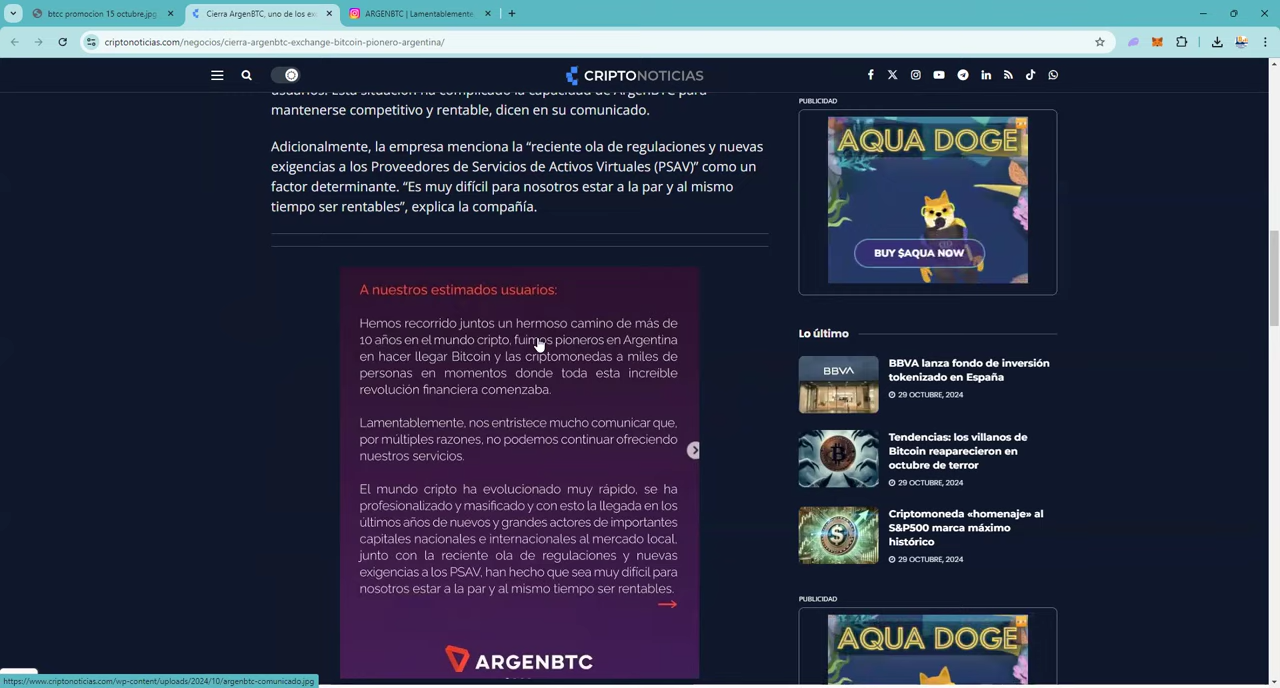 btcc promocion 15 octubre.jpg
Cierra ArgenBTC, uno de los ex
ARGENBTC | Lamentablemente,
criptonoticias.com/negocios/cierra-argenbtc-exchange-bitcoin-pionero-argentina/
CRIPTONOTICIAS
usuarios. Esta situación ha complicado la capacidad de ArgenBTC para
mantenerse competitivo y rentable, dicen en su comunicado.
Adicionalmente, la empresa menciona la “reciente ola de regulaciones y nuevas
exigencias a los Proveedores de Servicios de Activos Virtuales (PSAV)” como un
factor determinante. “Es muy difícil para nosotros estar a la par y al mismo
tiempo ser rentables”, explica la compañía.
A nuestros estimados usuarios:
Hemos recorrido juntos un hermoso camino de más de
10 años en el mundo cripto, fuimos pioneros en Argentina
en hacer llegar Bitcoin y las criptomonedas a miles de
personas en momentos donde toda esta increíble
revolución financiera comenzaba.
Lamentablemente, nos entristece mucho comunicar que,
por múltiples razones, no podemos continuar ofreciendo
nuestros servicios.
El mundo cripto ha evolucionado muy rápido, se ha
profesionalizado y masificado y con esto la llegada en los
últimos años de nuevos y grandes actores de importantes
capitales nacionales e internacionales al mercado local,
junto con la reciente ola de regulaciones y nuevas
exigencias a los PSAV, han hecho que sea muy difícil para
nosotros estar a la par y al mismo tiempo ser rentables.
ARGENBTC
PUBLICIDAD
AQUA DOGE
BUY $AQUA NOW
Lo último
BBVA
BBVA lanza fondo de inversión
tokenizado en España
29 OCTUBRE, 2024
Tendencias: los villanos de
Bitcoin reaparecieron en
octubre de terror
29 OCTUBRE, 2024
Criptomoneda «homenaje» al
S&P500 marca máximo
histórico
29 OCTUBRE, 2024
PUBLICIDAD
AQUA DOGE
https://www.criptonoticias.com/wp-content/uploads/2024/10/argenbtc-comunicado.jpg